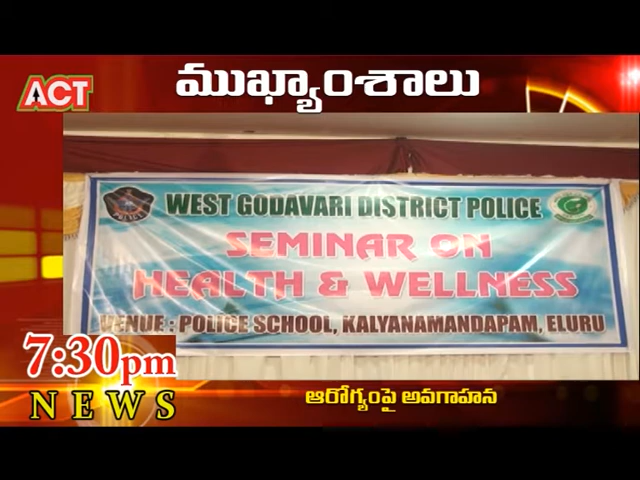 ముఖ్యాంశాలు
ACT
POLICE
WEST GODAVARI DISTRICT POLICE
SEMINAR ON
HEALTH & WELLNESS
VENUE : POLICE SCHOOL, KALYANAMANDAPAM, ELURU
7:30pm
NEWS
ఆరోగ్యంపై అవగాహన